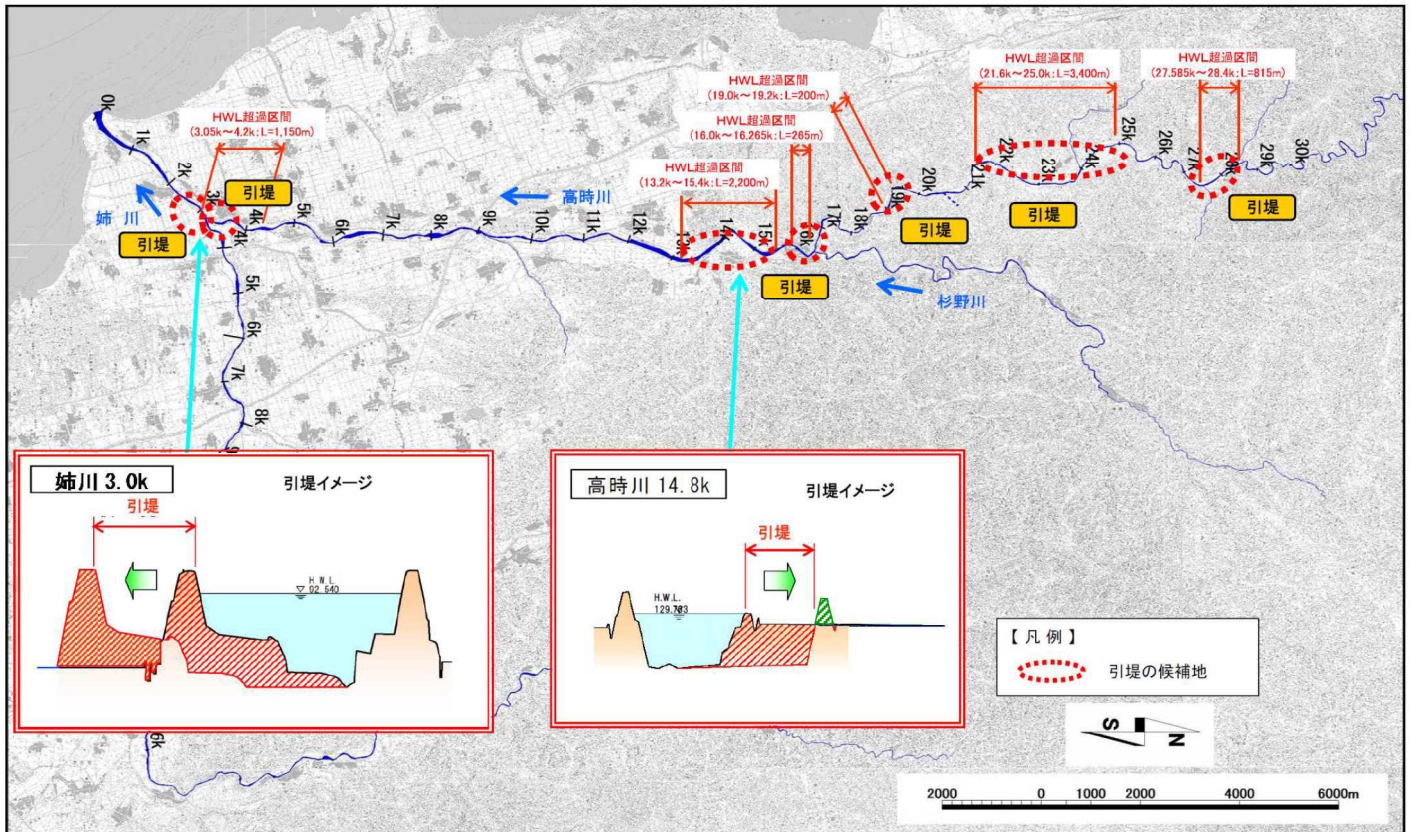 HWL超過区間
(3.05k~4.2k:L=1,150m)
HWL超過区間
(13.2k~15.4k:L=2,200m)
HWL超過区間
(16.0k~16.265k:L=265m)
HWL超過区間
(19.0k~19.2k:L=200m)
HWL超過区間
(21.6k~25.0k:L=3,400m)
HWL超過区間
(27.585k~28.4k:L=815m)
0k
1k
2k
3k
4k
5k
6k
7k
8k
9k
10k
11k
12k
13k
14k
15k
16k
17k
18k
19k
20k
21k
22k
23k
24k
25k
26k
27k
28k
29k
30k
4k
5k
6k
7k
8k
6k
引堤
引堤
引堤
引堤
引堤
引堤
姉川
高時川
杉野川
姉川 3.0k
引堤イメージ
引堤
H.W.L.
92.540
高時川 14.8k
引堤イメージ
引堤
H.W.L.
129.783
【凡例】
引堤の候補地
S
N
2000 0 1000 2000 4000 6000m